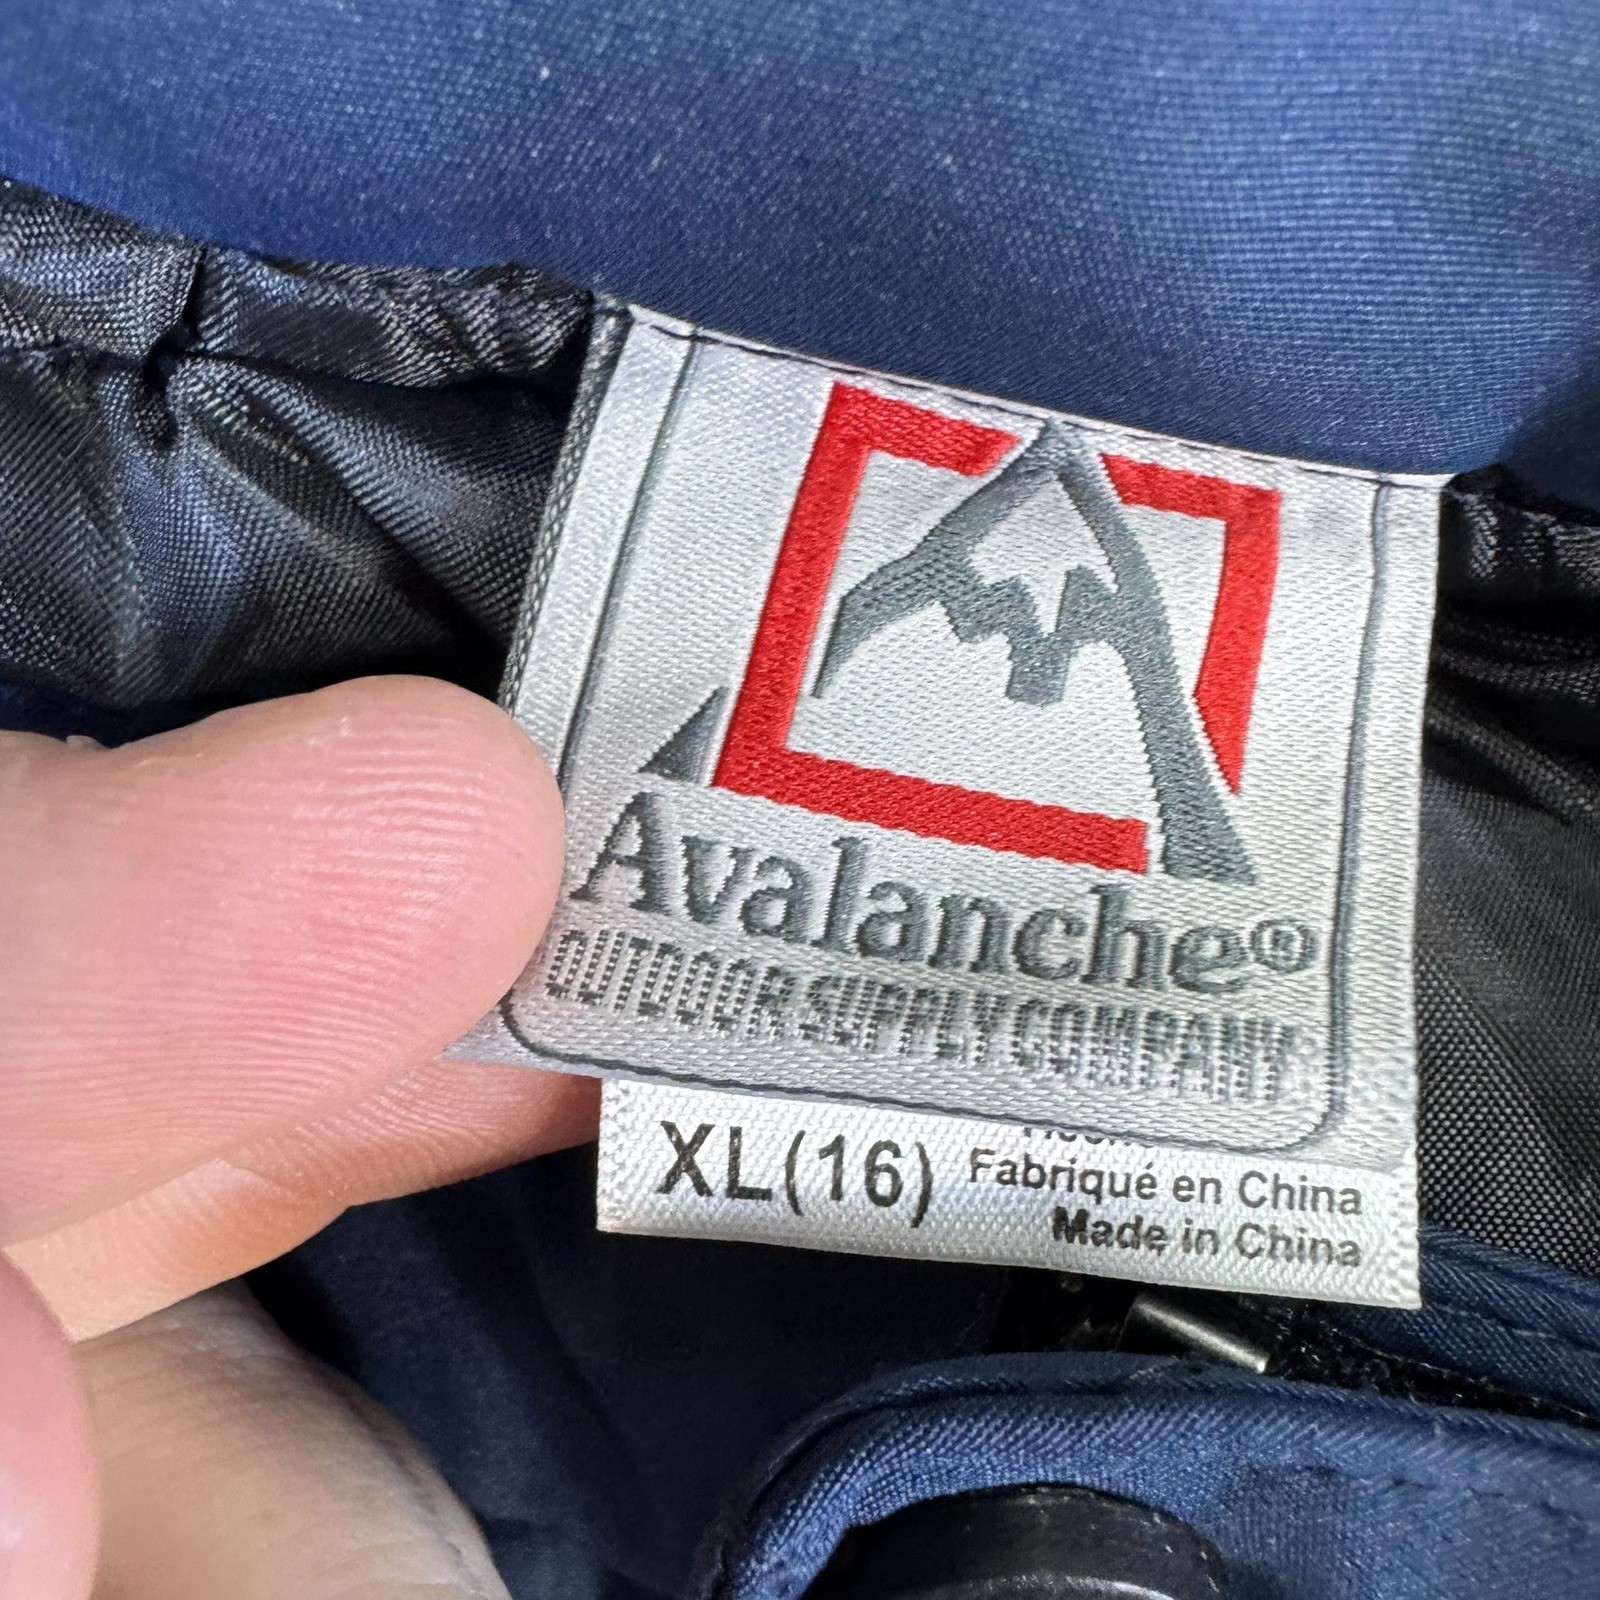 Avalanche®
OUTDOOR SUPPLY COMPANY
XL(16)
Fabriqué en China
Made in China